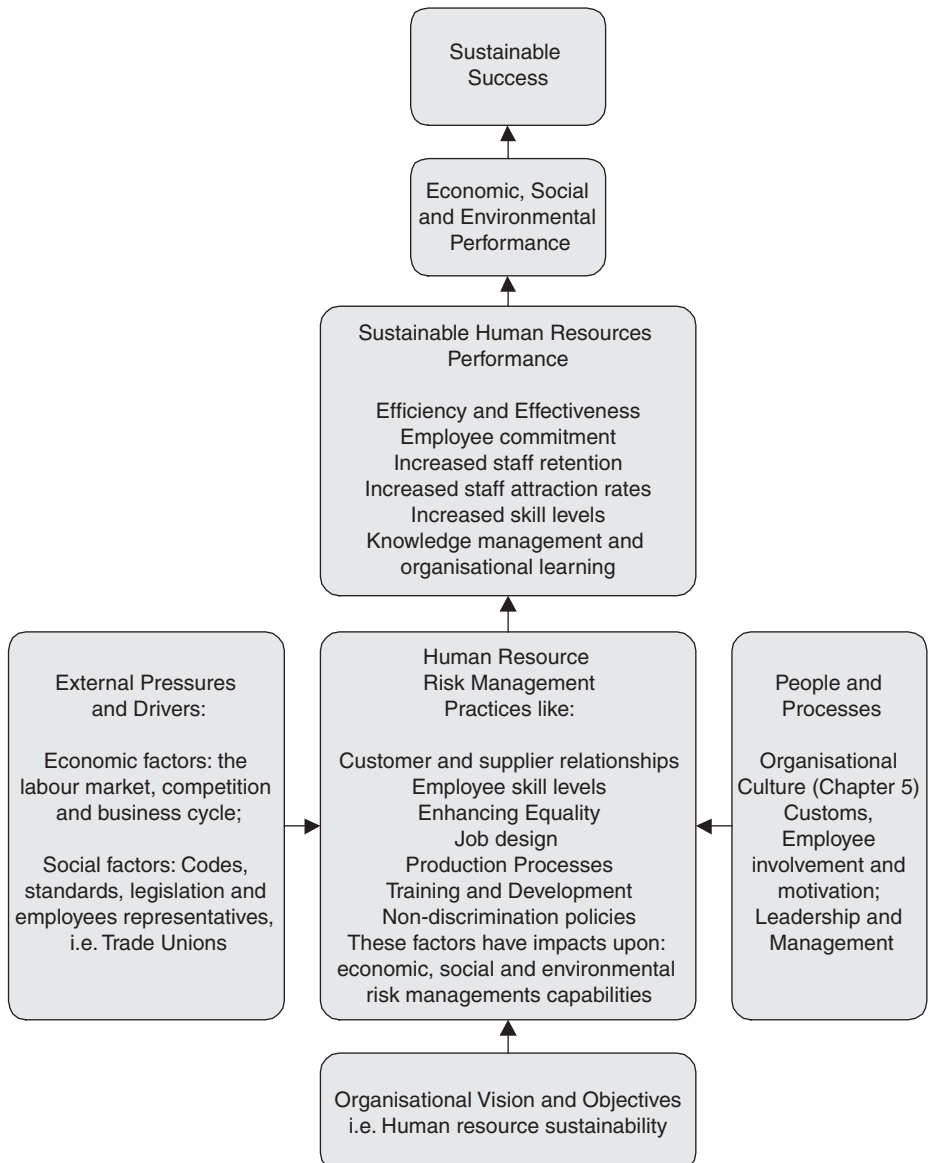 Sustainable
Success
Economic, Social
and Environmental
Performance
Sustainable Human Resources
Performance
Efficiency and Effectiveness
Employee commitment
Increased staff retention
Increased staff attraction rates
Increased skill levels
Knowledge management and
organisational learning
External Pressures
and Drivers:
Economic factors: the
labour market, competition
and business cycle;
Social factors: Codes,
standards, legislation and
employees representatives,
i.e. Trade Unions
Human Resource
Risk Management
Practices like:
Customer and supplier relationships
Employee skill levels
Enhancing Equality
Job design
Production Processes
Training and Development
Non-discrimination policies
These factors have impacts upon:
economic, social and environmental
risk managements capabilities
People and
Processes
Organisational
Culture (Chapter 5)
Customs,
Employee
involvement and
motivation;
Leadership and
Management
Organisational Vision and Objectives
i.e. Human resource sustainability